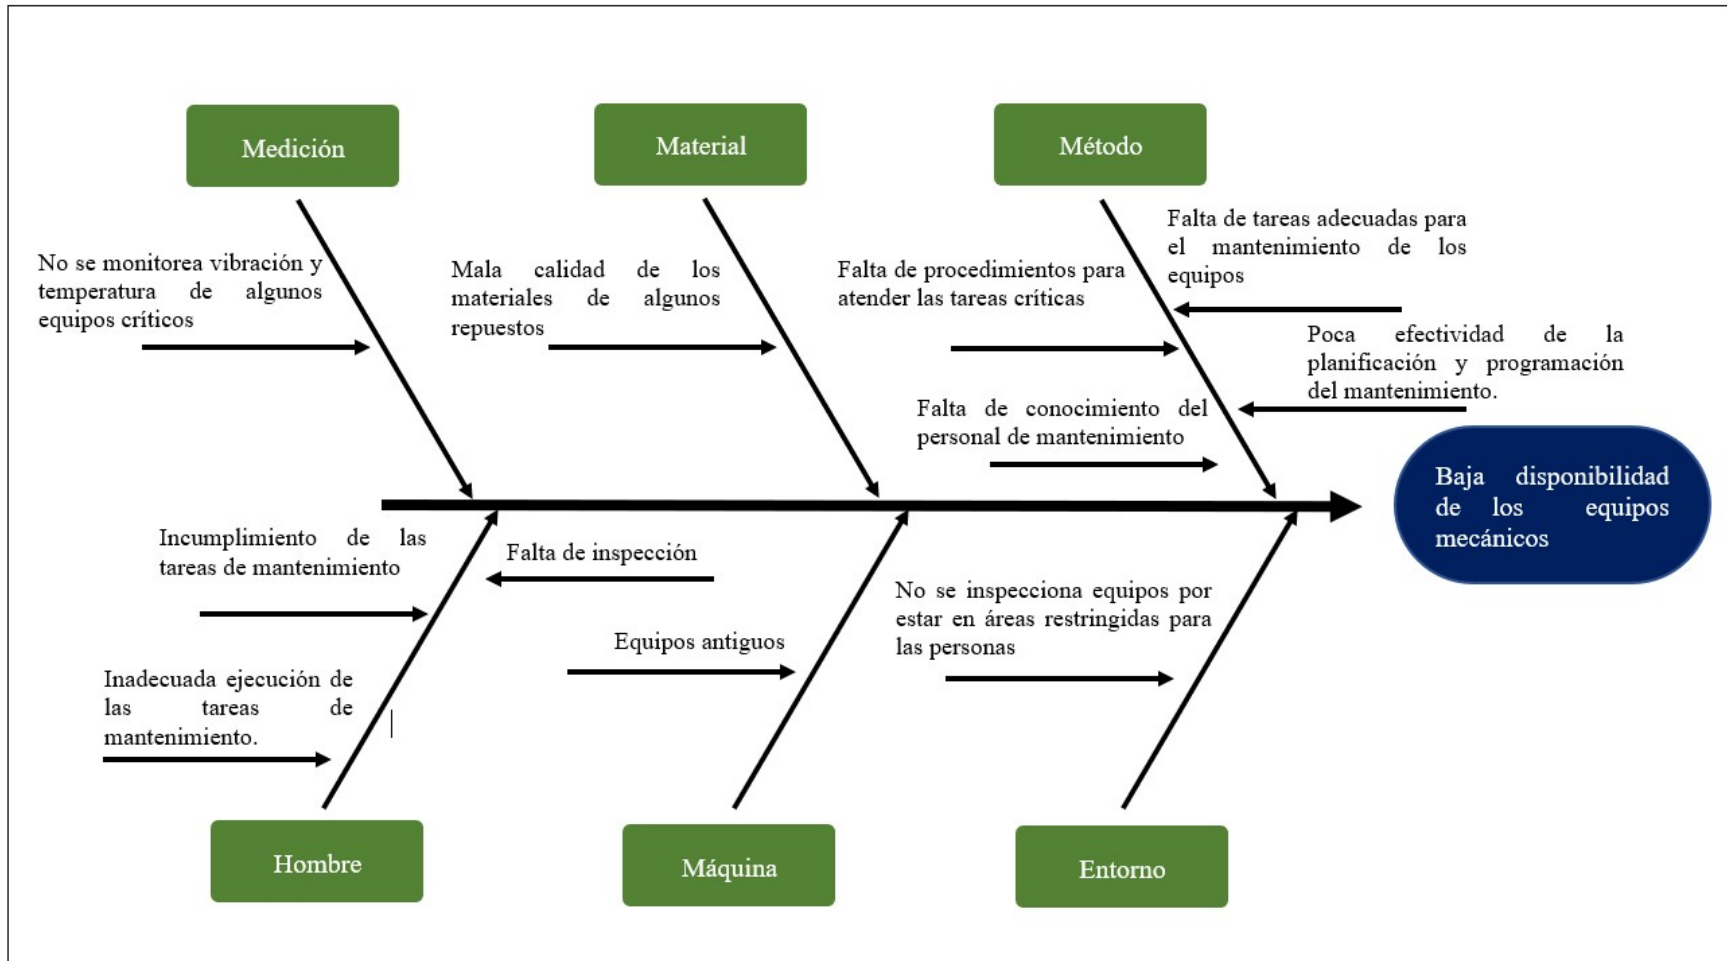 Medición
Material
Método
No se monitorea vibración y
temperatura de algunos
equipos críticos
Mala calidad de los
materiales de algunos
repuestos
Falta de procedimientos para
atender las tareas críticas
Falta de tareas adecuadas para
el mantenimiento de los
equipos
Poca efectividad de la
planificación y programación
del mantenimiento.
Falta de conocimiento del
personal de mantenimiento
Baja disponibilidad
de los equipos
mecánicos
Incumplimiento de las
tareas de mantenimiento
Falta de inspección
Inadecuada ejecución de
las tareas de
mantenimiento.
Equipos antiguos
No se inspecciona equipos por
estar en áreas restringidas para
las personas
Hombre
Máquina
Entorno